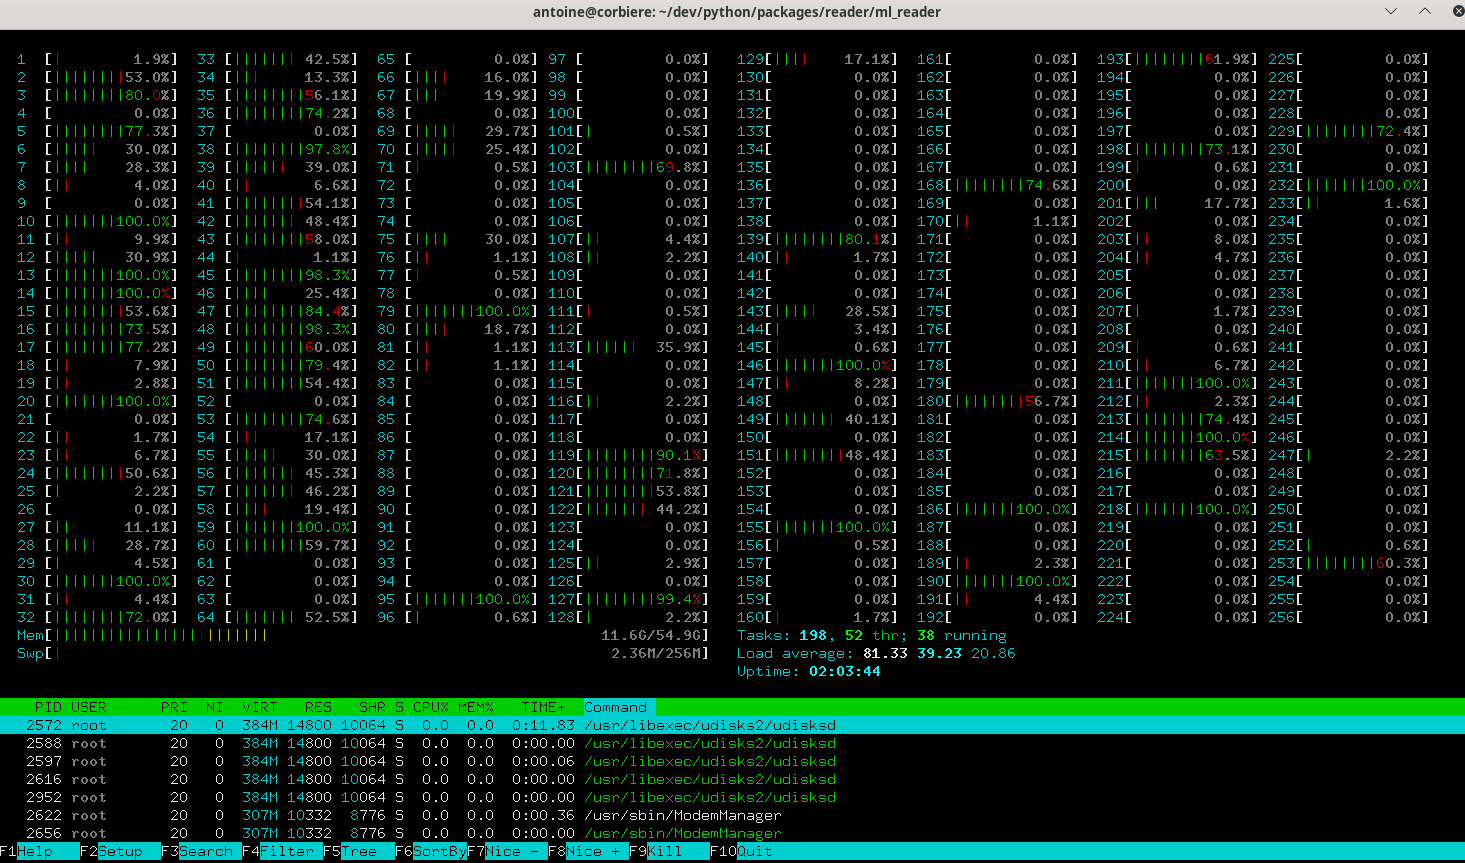 antoine@corbiere: ~/dev/python/packages/reader/ml_reader
1 [| 1.9%] 33 [||||||| 42.5%] 65 [ 0.0%] 97 [ 0.0%] 129[|||| 17.1%] 161[ 0.0%] 193[||||||||61.9%] 225[ 0.0%]
2 [||||||||53.0%] 34 [||| 13.3%] 66 [|||| 16.0%] 98 [ 0.0%] 130[ 0.0%] 162[ 0.0%] 194[ 0.0%] 226[ 0.0%]
3 [||||||||80.0%] 35 [||||||||56.1%] 67 [||| 19.9%] 99 [ 0.0%] 131[ 0.0%] 163[ 0.0%] 195[ 0.0%] 227[ 0.0%]
4 [ 0.0%] 36 [||||||||74.2%] 68 [ 0.0%] 100[ 0.0%] 132[ 0.0%] 164[ 0.0%] 196[ 0.0%] 228[ 0.0%]
5 [||||||||77.3%] 37 [ 0.0%] 69 [||||| 29.7%] 101[| 0.5%] 133[ 0.0%] 165[ 0.0%] 197[ 0.0%] 229[||||||||72.4%]
6 [||||| 30.0%] 38 [||||||||97.8%] 70 [||||| 25.4%] 102[ 0.0%] 134[ 0.0%] 166[ 0.0%] 198[||||||||73.1%] 230[ 0.0%]
7 [|||| 28.3%] 39 [|||||| 39.0%] 71 [| 0.5%] 103[||||||||69.8%] 135[ 0.0%] 167[ 0.0%] 199[| 0.6%] 231[ 0.0%]
8 [|| 4.0%] 40 [|| 6.6%] 72 [ 0.0%] 104[ 0.0%] 136[ 0.0%] 168[||||||||74.6%] 200[ 0.0%] 232[|||||||100.0%]
9 [ 0.0%] 41 [||||||||54.1%] 73 [ 0.0%] 105[ 0.0%] 137[ 0.0%] 169[ 0.0%] 201[||| 17.7%] 233[|| 1.6%]
10 [|||||||100.0%] 42 [||||||| 48.4%] 74 [ 0.0%] 106[ 0.0%] 138[ 0.0%] 170[|| 1.1%] 202[ 0.0%] 234[ 0.0%]
11 [|| 9.9%] 43 [||||||||58.0%] 75 [|||| 30.0%] 107[|| 4.4%] 139[||||||||80.1%] 171[ 0.0%] 203[|| 8.0%] 235[ 0.0%]
12 [|||| 30.9%] 44 [| 1.1%] 76 [|| 1.1%] 108[|| 2.2%] 140[|| 1.7%] 172[ 0.0%] 204[|| 4.7%] 236[ 0.0%]
13 [|||||||100.0%] 45 [||||||||98.3%] 77 [| 0.5%] 109[ 0.0%] 141[ 0.0%] 173[ 0.0%] 205[ 0.0%] 237[ 0.0%]
14 [|||||||100.0%] 46 [|||| 25.4%] 78 [ 0.0%] 110[ 0.0%] 142[ 0.0%] 174[ 0.0%] 206[ 0.0%] 238[ 0.0%]
15 [||||||||53.6%] 47 [||||||||84.4%] 79 [|||||||100.0%] 111[| 0.5%] 143[||||| 28.5%] 175[ 0.0%] 207[| 1.7%] 239[ 0.0%]
16 [||||||||73.5%] 48 [||||||||98.3%] 80 [|||| 18.7%] 112[ 0.0%] 144[| 3.4%] 176[ 0.0%] 208[ 0.0%] 240[ 0.0%]
17 [||||||||77.2%] 49 [||||||||60.0%] 81 [|| 1.1%] 113[|||||| 35.9%] 145[| 0.6%] 177[ 0.0%] 209[| 0.6%] 241[ 0.0%]
18 [|| 7.9%] 50 [||||||||79.4%] 82 [|| 1.1%] 114[ 0.0%] 146[|||||||100.0%] 178[ 0.0%] 210[|| 6.7%] 242[ 0.0%]
19 [|| 2.8%] 51 [||||||||54.4%] 83 [ 0.0%] 115[ 0.0%] 147[|| 8.2%] 179[ 0.0%] 211[|||||||100.0%] 243[ 0.0%]
20 [|||||||100.0%] 52 [ 0.0%] 84 [ 0.0%] 116[|| 2.2%] 148[ 0.0%] 180[||||||||56.7%] 212[|| 2.3%] 244[ 0.0%]
21 [ 0.0%] 53 [||||||||74.6%] 85 [ 0.0%] 117[ 0.0%] 149[||||||| 40.1%] 181[ 0.0%] 213[||||||||74.4%] 245[ 0.0%]
22 [|| 1.7%] 54 [||| 17.1%] 86 [ 0.0%] 118[ 0.0%] 150[ 0.0%] 182[ 0.0%] 214[|||||||100.0%] 246[ 0.0%]
23 [|| 6.7%] 55 [||||| 30.0%] 87 [ 0.0%] 119[||||||||90.1%] 151[||||||||48.4%] 183[ 0.0%] 215[||||||||63.5%] 247[| 2.2%]
24 [||||||||50.6%] 56 [||||||| 45.3%] 88 [ 0.0%] 120[||||||||71.8%] 152[ 0.0%] 184[ 0.0%] 216[ 0.0%] 248[ 0.0%]
25 [| 2.2%] 57 [||||||| 46.2%] 89 [ 0.0%] 121[||||||||53.8%] 153[ 0.0%] 185[ 0.0%] 217[ 0.0%] 249[ 0.0%]
26 [ 0.0%] 58 [|||| 19.4%] 90 [ 0.0%] 122[||||||| 44.2%] 154[ 0.0%] 186[|||||||100.0%] 218[|||||||100.0%] 250[ 0.0%]
27 [|| 11.1%] 59 [|||||||100.0%] 91 [ 0.0%] 123[ 0.0%] 155[|||||||100.0%] 187[ 0.0%] 219[ 0.0%] 251[ 0.0%]
28 [||||| 28.7%] 60 [||||||||59.7%] 92 [ 0.0%] 124[ 0.0%] 156[| 0.5%] 188[ 0.0%] 220[ 0.0%] 252[| 0.6%]
29 [| 4.5%] 61 [ 0.0%] 93 [ 0.0%] 125[|| 2.9%] 157[ 0.0%] 189[|| 2.3%] 221[ 0.0%] 253[||||||||60.3%]
30 [|||||||100.0%] 62 [ 0.0%] 94 [ 0.0%] 126[ 0.0%] 158[ 0.0%] 190[|||||||100.0%] 222[ 0.0%] 254[ 0.0%]
31 [|| 4.4%] 63 [ 0.0%] 95 [|||||||100.0%] 127[||||||||99.4%] 159[ 0.0%] 191[|| 4.4%] 223[ 0.0%] 255[ 0.0%]
32 [||||||||72.0%] 64 [||||||| 52.5%] 96 [| 0.6%] 128[|| 2.2%] 160[| 1.7%] 192[ 0.0%] 224[ 0.0%] 256[ 0.0%]
Mem[|||||||||||||||||||||||| 11.6G/54.9G] Tasks: 198, 52 thr; 38 running
Swp[| 2.36M/256M] Load average: 81.33 39.23 20.86
Uptime: 02:03:44
PID USER PRI NI VIRT RES SHR S CPU% MEM% TIME+ Command
2572 root 20 0 384M 14800 10064 S 0.0 0.0 0:11.83 /usr/libexec/udisks2/udisksd
2588 root 20 0 384M 14800 10064 S 0.0 0.0 0:00.00 /usr/libexec/udisks2/udisksd
2597 root 20 0 384M 14800 10064 S 0.0 0.0 0:00.06 /usr/libexec/udisks2/udisksd
2616 root 20 0 384M 14800 10064 S 0.0 0.0 0:00.00 /usr/libexec/udisks2/udisksd
2952 root 20 0 384M 14800 10064 S 0.0 0.0 0:00.00 /usr/libexec/udisks2/udisksd
2622 root 20 0 307M 10332 8776 S 0.0 0.0 0:00.36 /usr/sbin/ModemManager
2656 root 20 0 307M 10332 8776 S 0.0 0.0 0:00.00 /usr/sbin/ModemManager
F1Help F2Setup F3Search F4Filter F5Tree F6SortBy F7Nice - F8Nice + F9Kill F10Quit